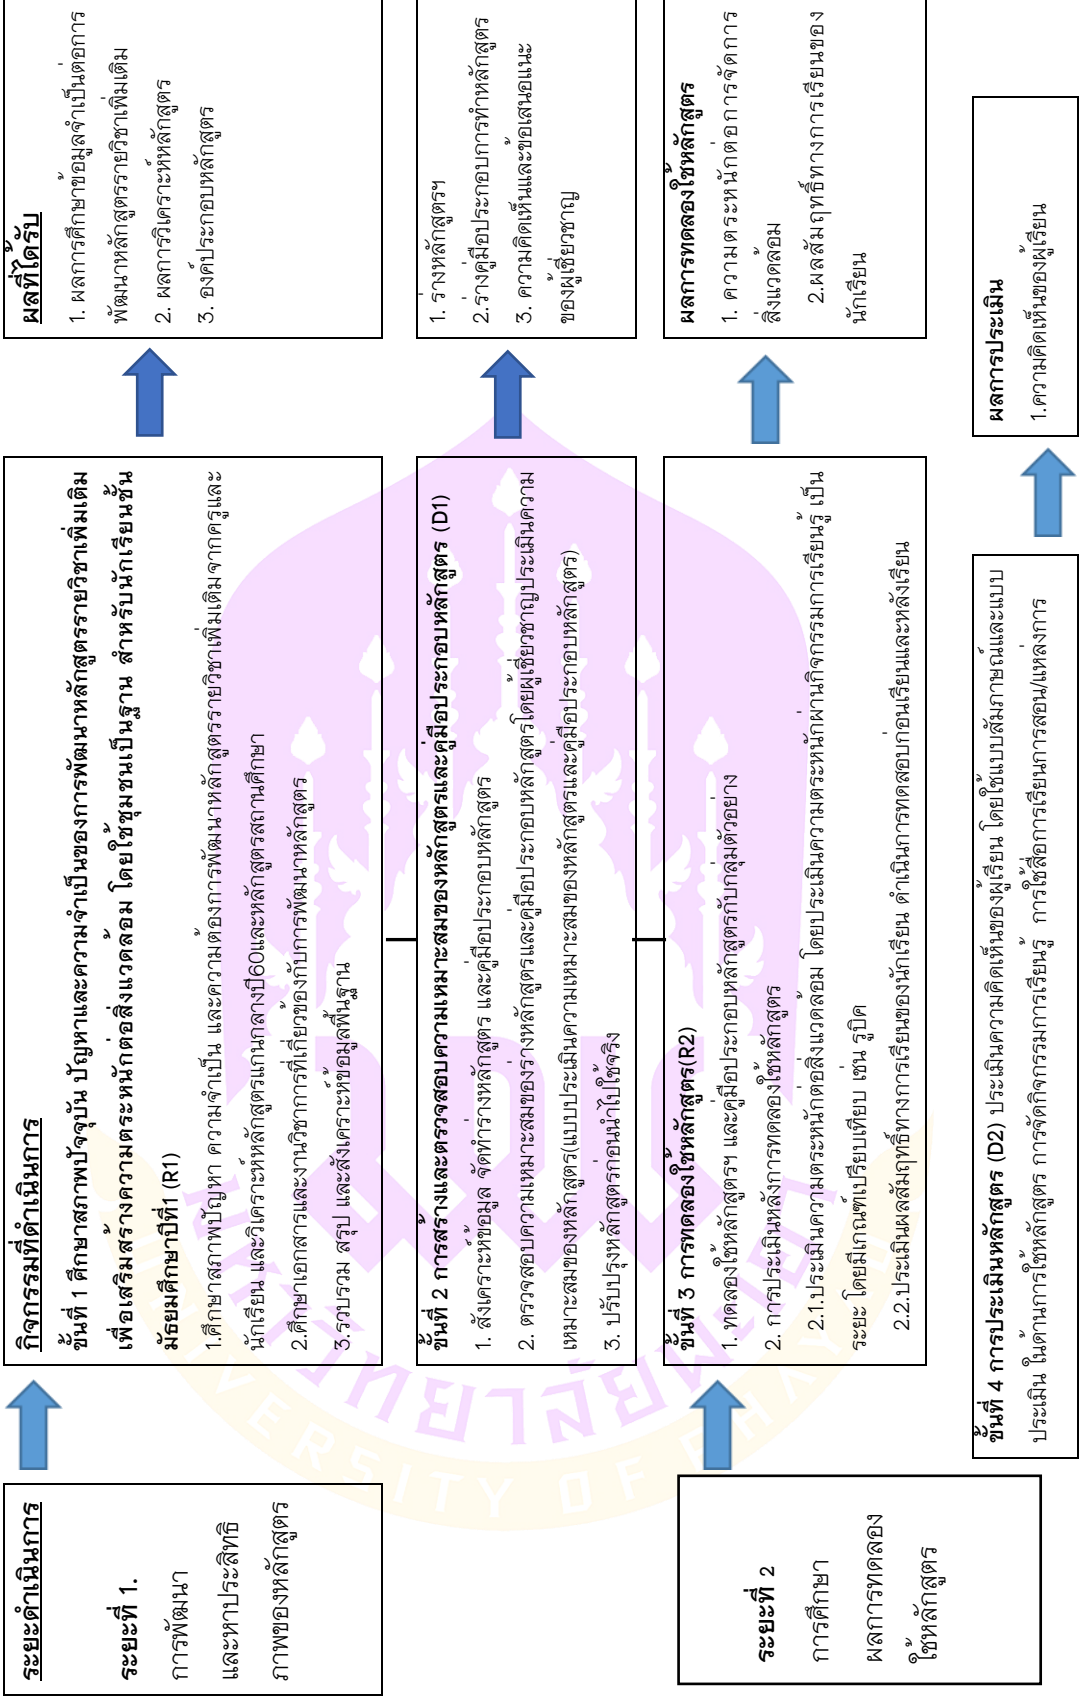 ระยะดำเนินการ
ระยะที่ 1.
การพัฒนา
และหาประสิทธิ
ภาพของหลักสูตร
กิจกรรมที่ดำเนินการ
ขั้นที่ 1 ศึกษาสภาพปัจจุบัน ปัญหาและความจำเป็นของการพัฒนาหลักสูตรรายวิชาเพิ่มเติม
เพื่อเสริมสร้างความตระหนักต่อสิ่งแวดล้อม โดยใช้ชุมชนเป็นฐาน สำหรับนักเรียนชั้น
มัธยมศึกษาปีที่1 (R1)
1.ศึกษาสภาพปัญหา ความจำเป็น และความต้องการพัฒนาหลักสูตรรายวิชาเพิ่มเติมจากครูและ
นักเรียน และวิเคราะห์หลักสูตรแกนกลางปี60และหลักสูตรสถานศึกษา
2.ศึกษาเอกสารและงานวิชาการที่เกี่ยวข้องกับการพัฒนาหลักสูตร
3.รวบรวม สรุป และสังเคราะห์ข้อมูลพื้นฐาน
ผลที่ได้รับ
1. ผลการศึกษาข้อมูลจำเป็นต่อการ
พัฒนาหลักสูตรรายวิชาเพิ่มเติม
2. ผลการวิเคราะห์หลักสูตร
3. องค์ประกอบหลักสูตร
ขั้นที่ 2 การสร้างและตรวจสอบความเหมาะสมของหลักสูตรและคู่มือประกอบหลักสูตร (D1)
1. สังเคราะห์ข้อมูล จัดทำร่างหลักสูตร และคู่มือประกอบหลักสูตร
2. ตรวจสอบความเหมาะสมของร่างหลักสูตรและคู่มือประกอบหลักสูตรโดยผู้เชี่ยวชาญประเมินความ
เหมาะสมของหลักสูตร(แบบประเมินความเหมาะสมของหลักสูตรและคู่มือประกอบหลักสูตร)
3. ปรับปรุงหลักสูตรก่อนนำไปใช้จริง
1. ร่างหลักสูตรฯ
2.ร่างคู่มือประกอบการทำหลักสูตร
3. ความคิดเห็นและข้อเสนอแนะ
ของผู้เชี่ยวชาญ
ระยะที่ 2
การศึกษา
ผลการทดลอง
ใช้หลักสูตร
ขั้นที่ 3 การทดลองใช้หลักสูตร(R2)
1. ทดลองใช้หลักสูตรฯ และคู่มือประกอบหลักสูตรกับกลุ่มตัวอย่าง
2. การประเมินหลังการทดลองใช้หลักสูตร
2.1.ประเมินความตระหนักต่อสิ่งแวดล้อม โดยประเมินความตระหนักผ่านกิจกรรมการเรียนรู้ เป็น
ระยะ โดยมีเกณฑ์เปรียบเทียบ เช่น รูบิค
2.2.ประเมินผลสัมฤทธิ์ทางการเรียนของนักเรียน ดำเนินการทดสอบก่อนเรียนและหลังเรียน
ผลการทดลองใช้หลักสูตร
1. ความตระหนักต่อการจัดการ
สิ่งแวดล้อม
2.ผลสัมฤทธิ์ทางการเรียนของ
นักเรียน
ขั้นที่ 4 การประเมินหลักสูตร (D2) ประเมินความคิดเห็นของผู้เรียน โดยใช้แบบสัมภาษณ์และแบบ
ประเมิน ในด้านการใช้หลักสูตร การจัดกิจกรรมการเรียนรู้ การใช้สื่อการเรียนการสอน/แหล่งการ
ผลการประเมิน
1.ความคิดเห็นของผู้เรียน
มหาวิทยาลัยพะเยา
UNIVERSITY OF PHAYAO